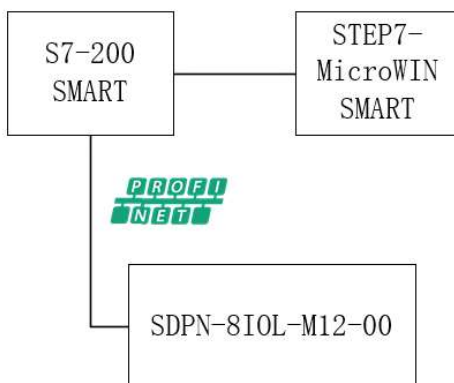 S7-200
SMART
STEP7-
MicroWIN
SMART
PROFI
NET
SDPN-8IOL-M12-00